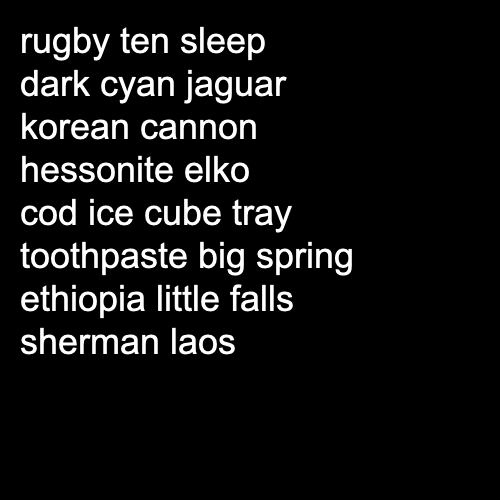 rugby ten sleep
dark cyan jaguar
korean cannon
hessonite elko
cod ice cube tray
toothpaste big spring
ethiopia little falls
sherman laos